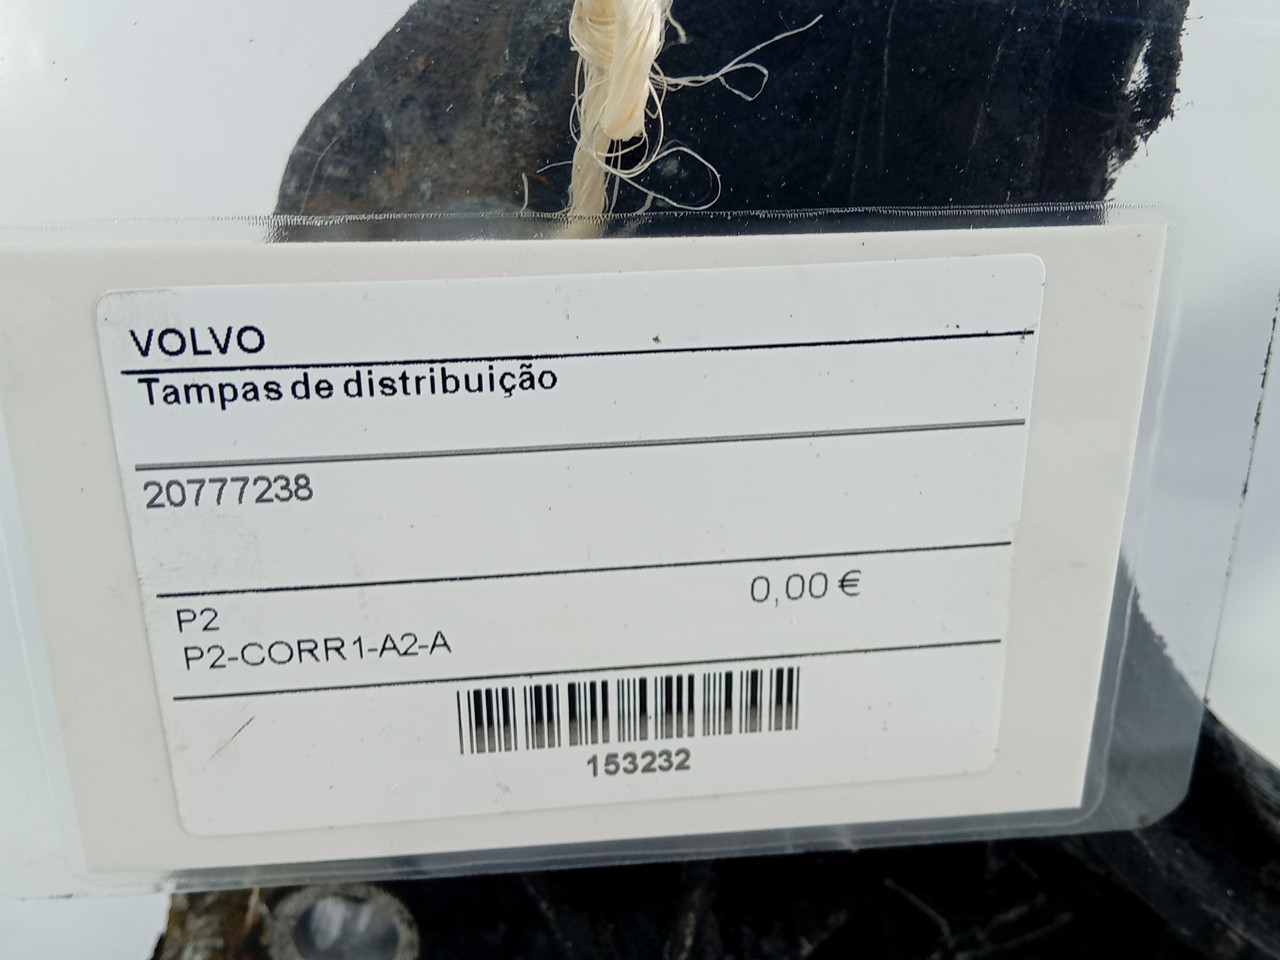 VOLVO
Tampas de distribuição
20777238
0,00 €
P2
P2-CORR1-A2-A
153232